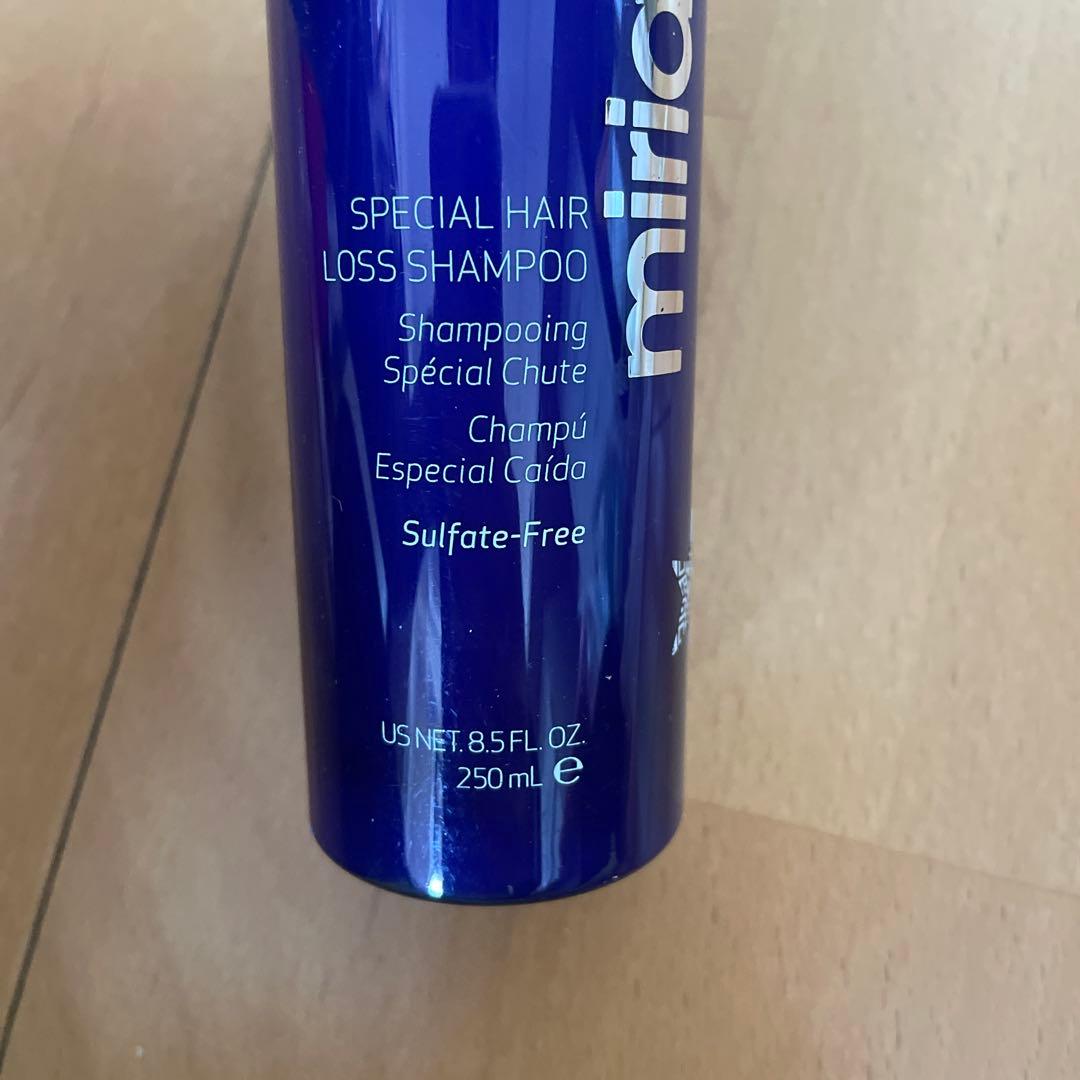 SPECIAL HAIR
LOSS SHAMPOO
Shampooing
Spécial Chute
Champú
Especial Caída
Sulfate-Free
US NET. 8.5 FL. OZ.
250 mL e